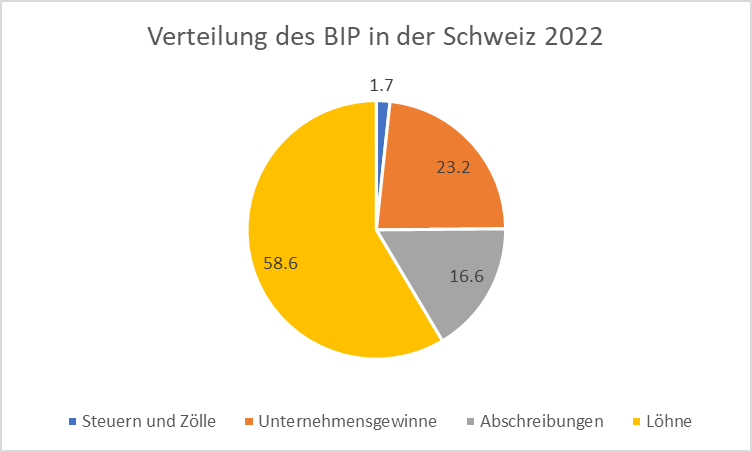 Verteilung des BIP in der Schweiz 2022
1.7
23.2
16.6
58.6
Steuern und Zölle Unternehmensgewinne Abschreibungen Löhne